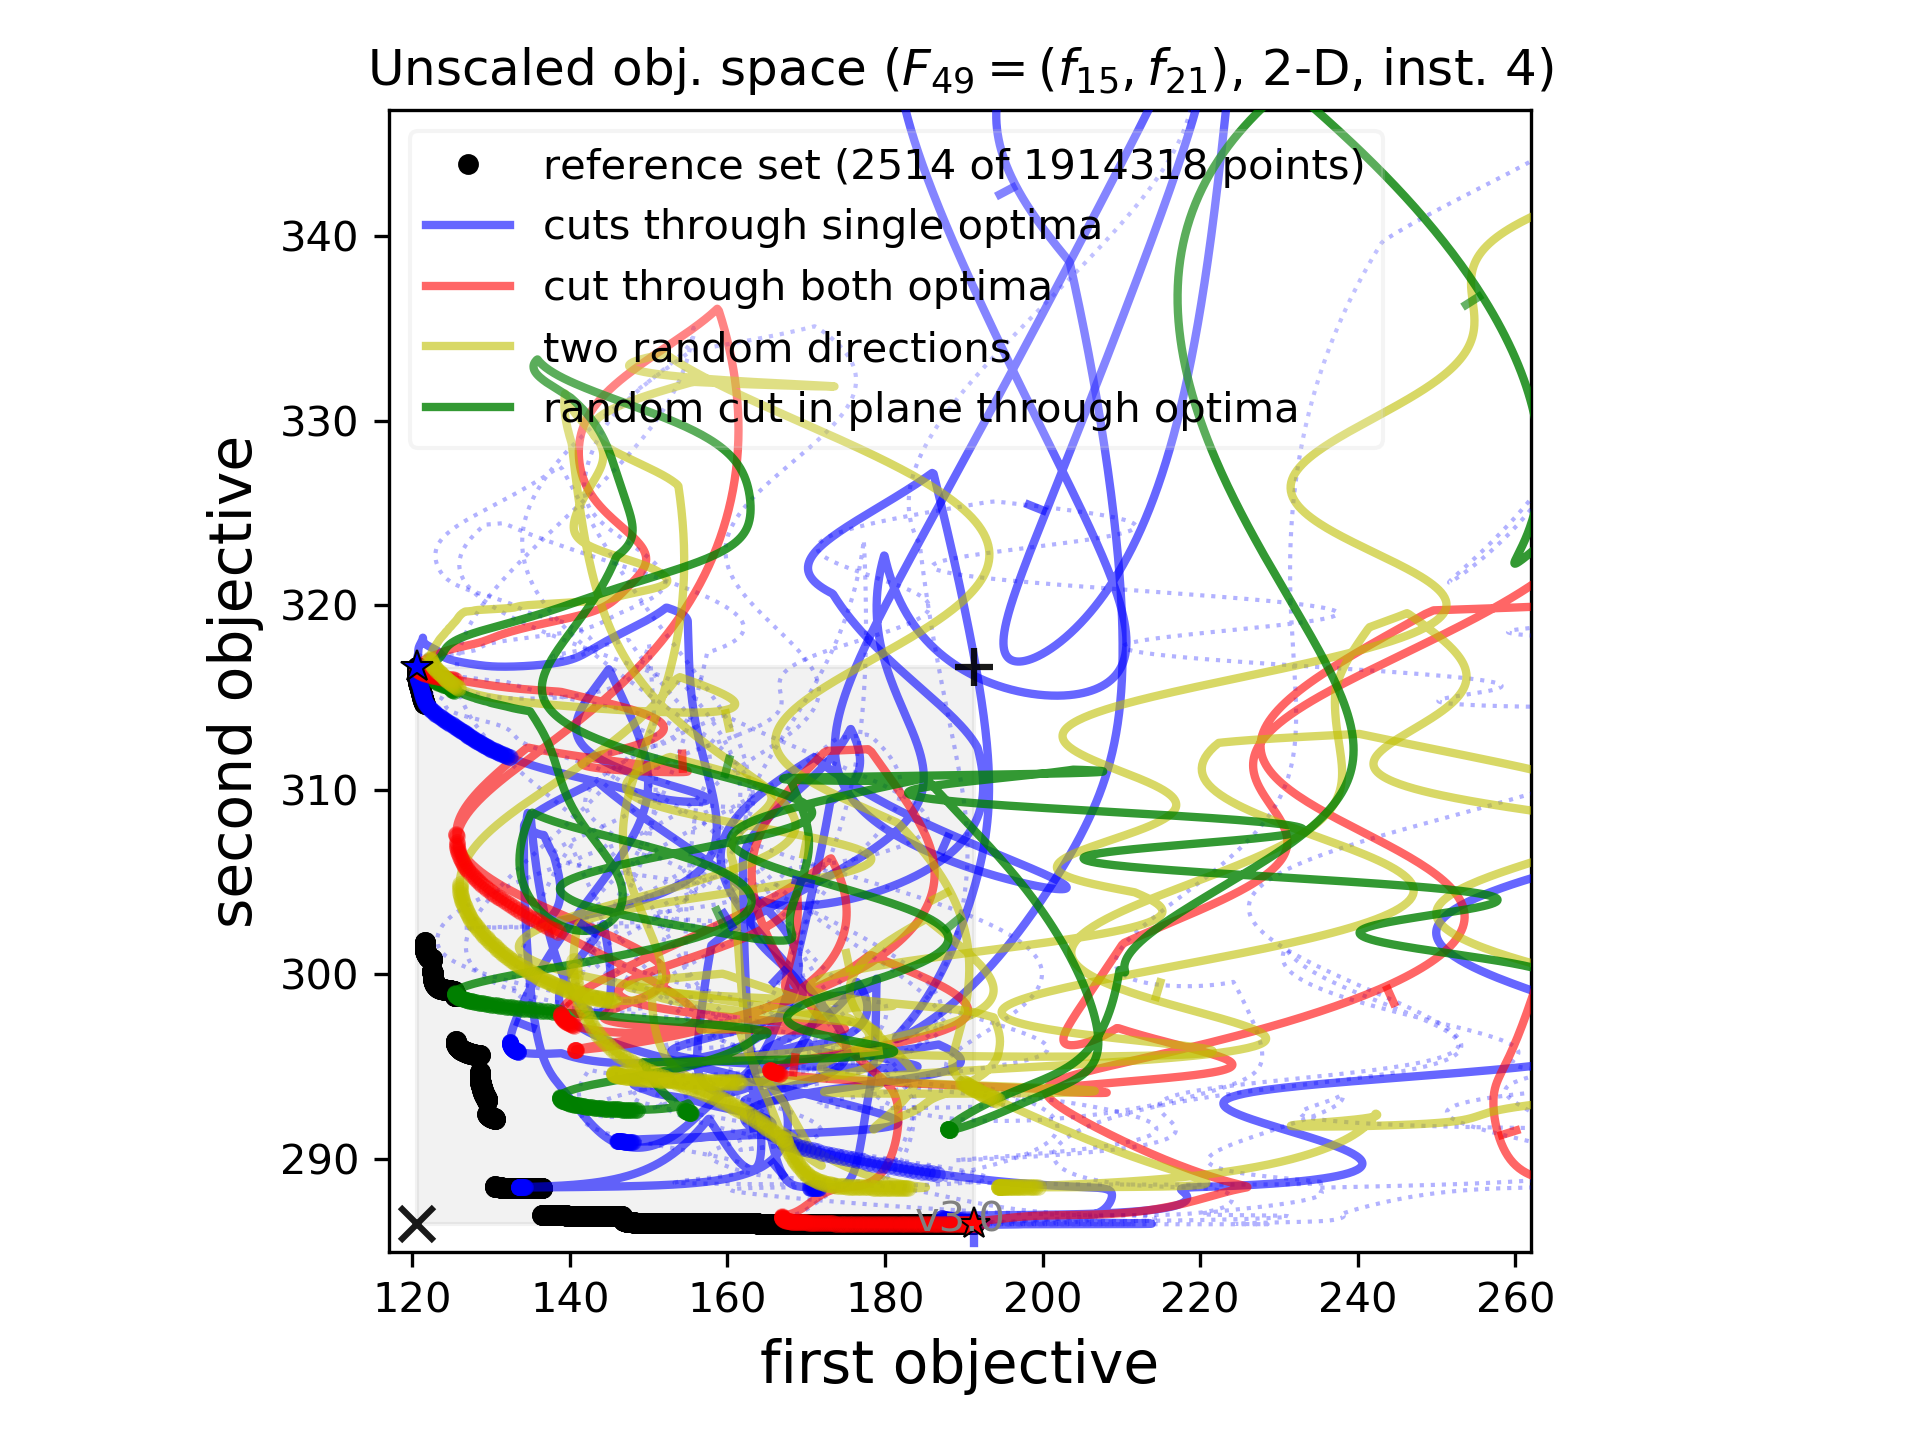 Unscaled obj. space (F₄₉ = (f₁₅, f₂₁), 2-D, inst. 4)
reference set (2514 of 1914318 points)
cuts through single optima
cut through both optima
two random directions
random cut in plane through optima
340
330
320
310
300
290
second objective
v3.0
120 140 160 180 200 220 240 260
first objective